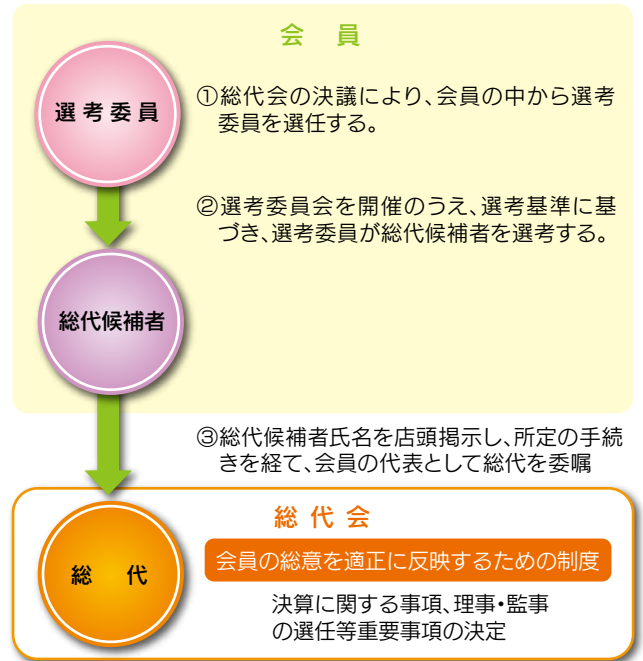 会　員
選考委員
①総代会の決議により、会員の中から選考
委員を選任する。
②選考委員会を開催のうえ、選考基準に基
づき、選考委員が総代候補者を選考する。
総代候補者
③総代候補者氏名を店頭掲示し、所定の手続
きを経て、会員の代表として総代を委嘱
総代会
総　代
会員の総意を適正に反映するための制度
決算に関する事項、理事・監事
の選任等重要事項の決定